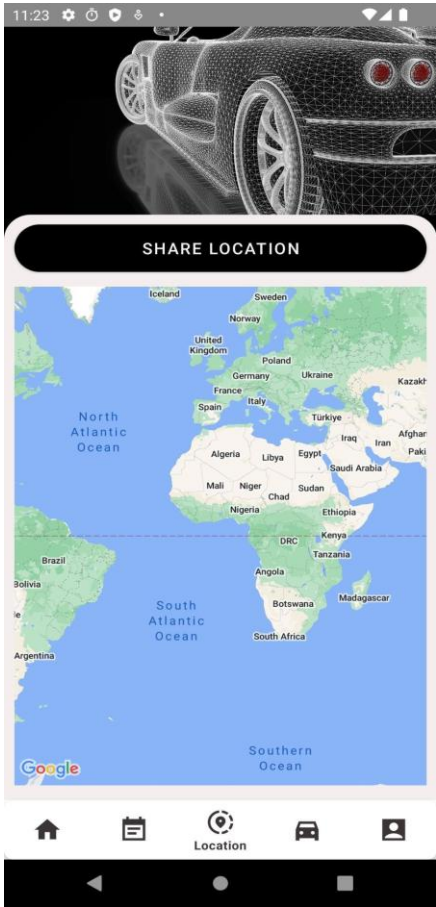 11:23
SHARE LOCATION
Iceland
Sweden
Norway
United
Kingdom
Poland
Germany
Ukraine
France
Kazakh
Italy
Spain
Türkiye
North
Atlantic
Ocean
Iraq
Iran
Afghan
Paki
Algeria
Libya
Egypt
Saudi Arabia
Mali
Niger
Sudan
Chad
Nigeria
Ethiopia
DRC
Kenya
Tanzania
Brazil
Angola
Bolivia
Botswana
Madagascar
South
Atlantic
Ocean
le
South Africa
Argentina
Southern
Ocean
Google
Location